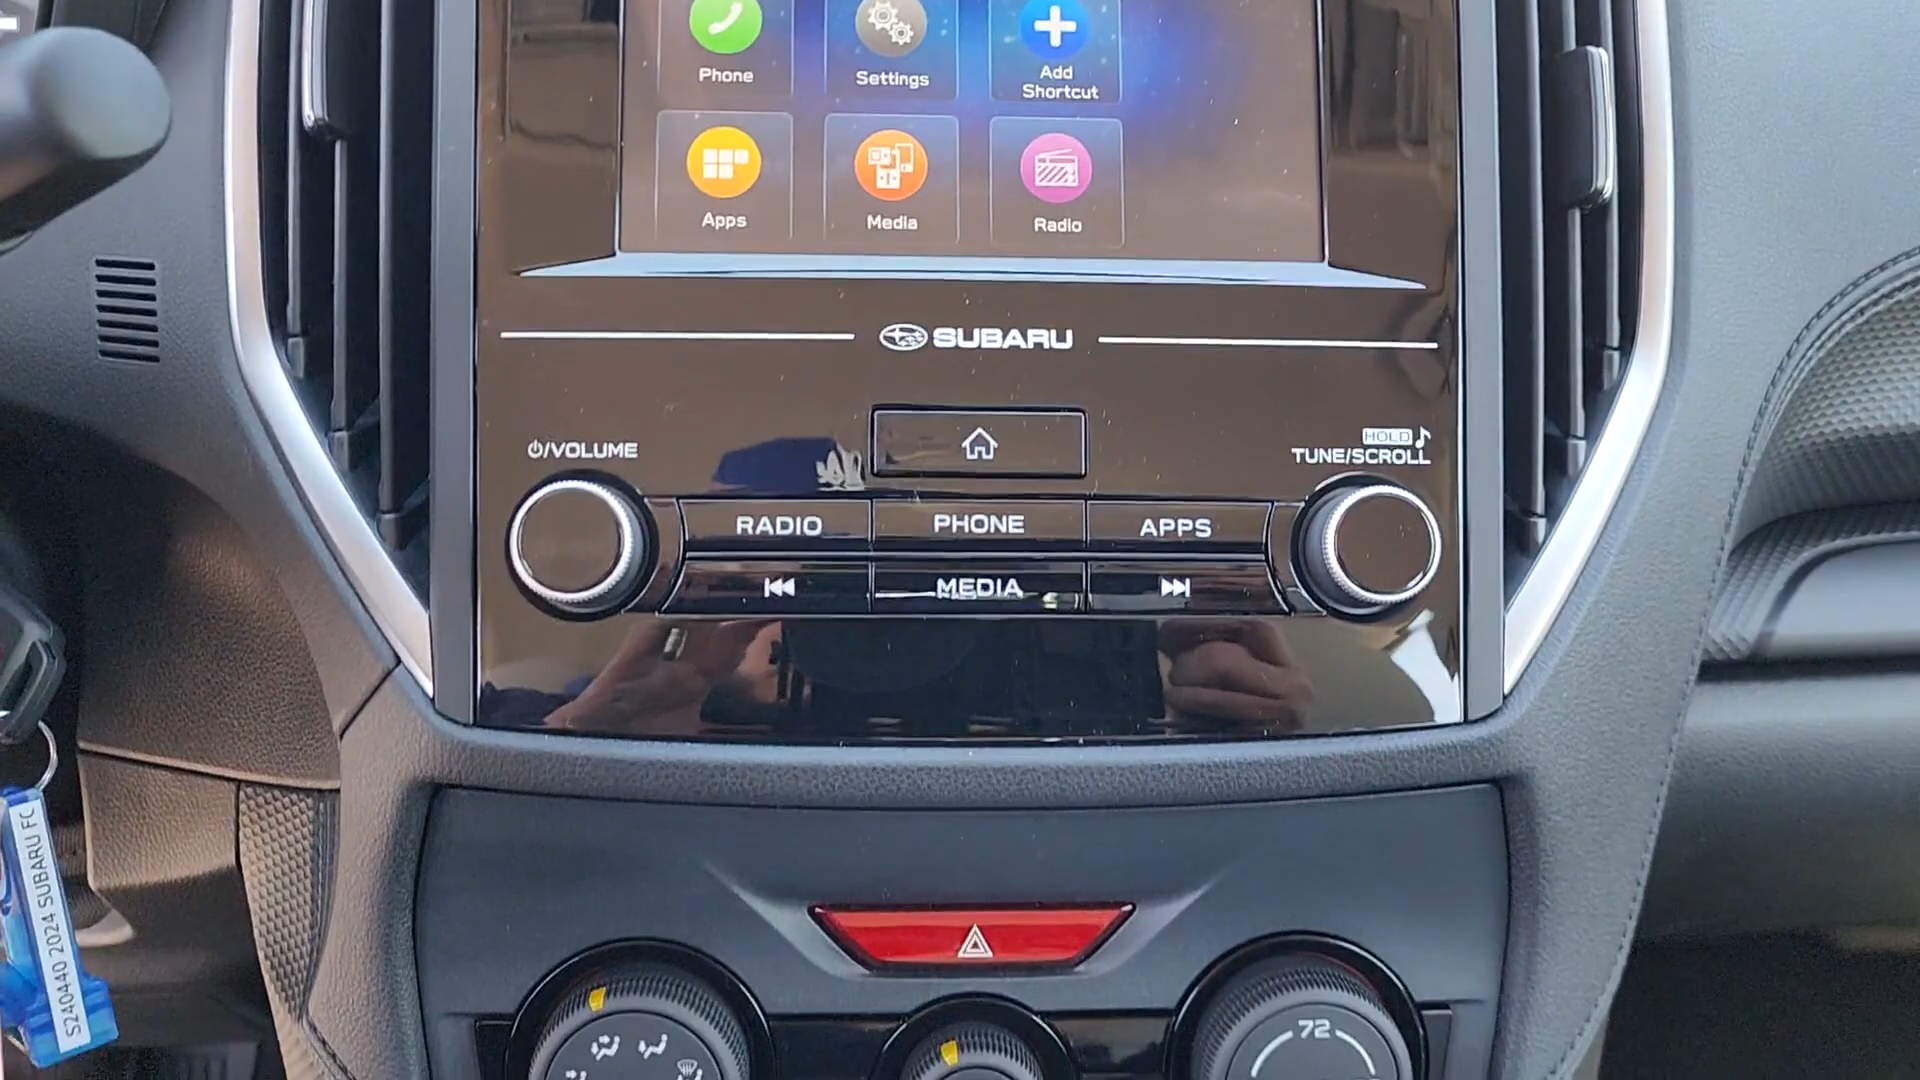 Phone
Settings
Add
Shortcut
Apps
Media
Radio
SUBARU
⏻/VOLUME
HOLD ♪
TUNE/SCROLL
RADIO
PHONE
APPS
MEDIA
72
S240440 2024 SUBARU FO